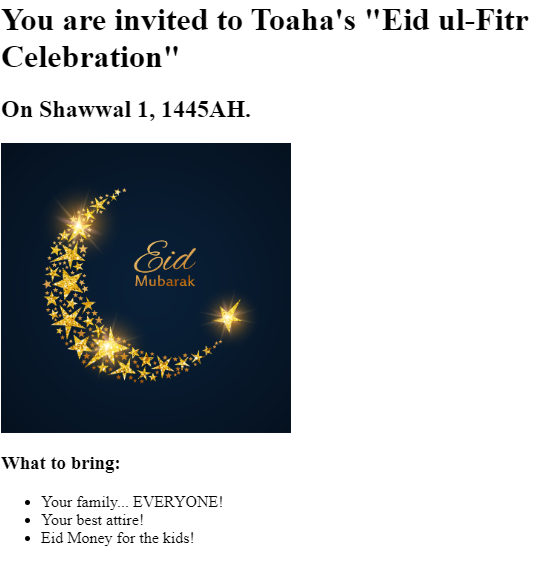 You are invited to Toaha's "Eid ul-Fitr
Celebration"
On Shawwal 1, 1445AH.
Eid
Mubarak
What to bring:
• Your family... EVERYONE!
• Your best attire!
• Eid Money for the kids!